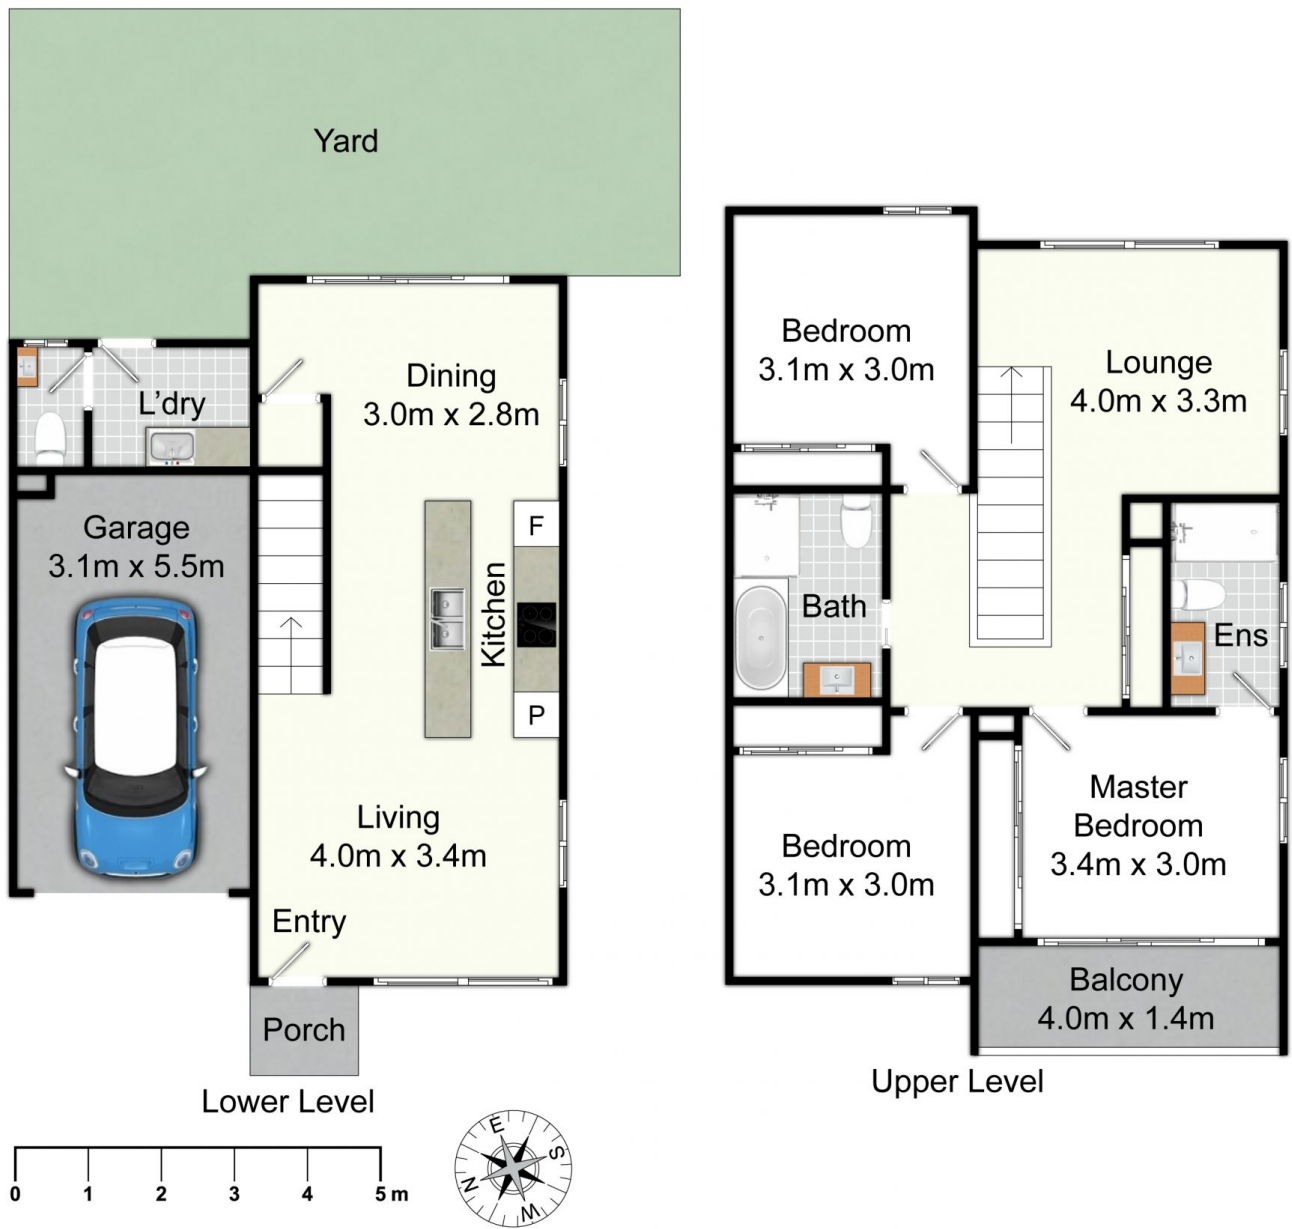 Yard
Dining
3.0m x 2.8m
L'dry
Garage
3.1m x 5.5m
F
Kitchen
P
Living
4.0m x 3.4m
Entry
Porch
Lower Level
Bedroom
3.1m x 3.0m
Lounge
4.0m x 3.3m
Bath
Ens
Bedroom
3.1m x 3.0m
Master
Bedroom
3.4m x 3.0m
Balcony
4.0m x 1.4m
Upper Level
0 1 2 3 4 5 m
E
S
N
W